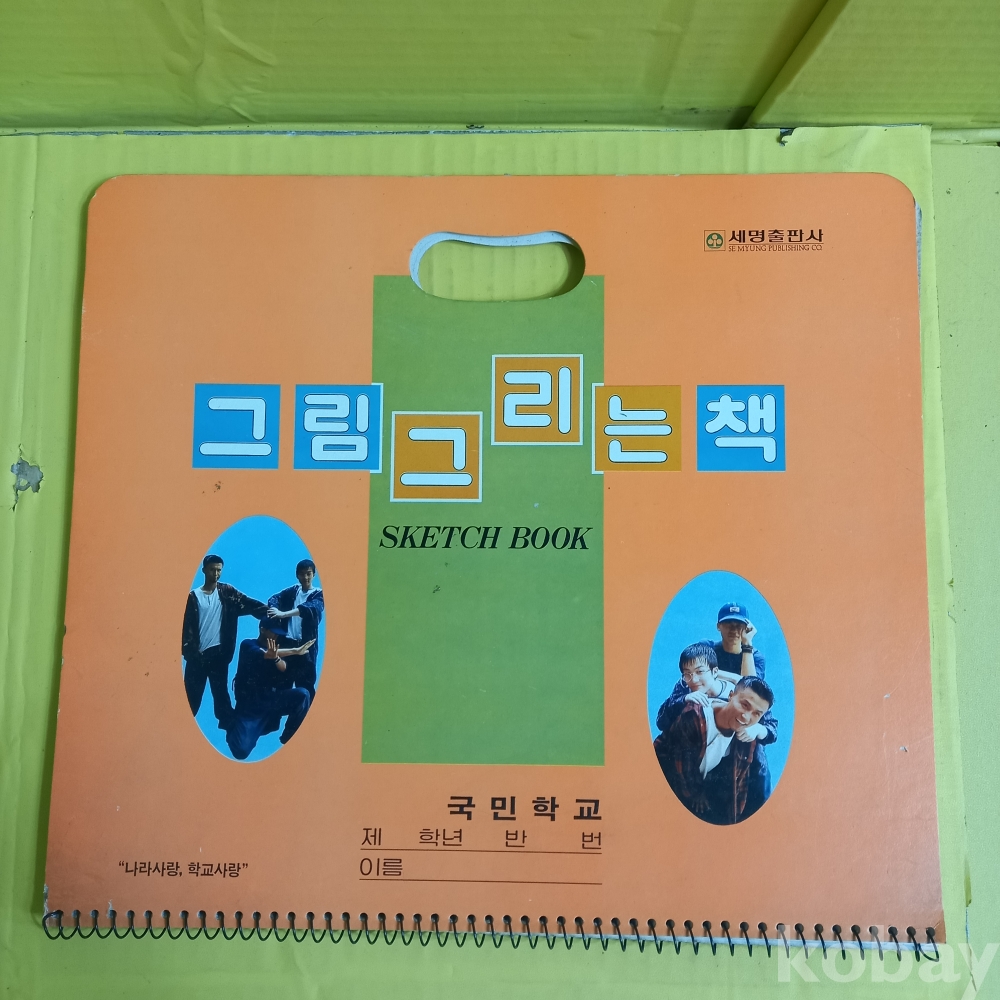 세명출판사
SE MYUNG PUBLISHING CO.
그림그리는책
SKETCH BOOK
국민학교
제 학년 반 번
이름
“나라사랑, 학교사랑”
kobay